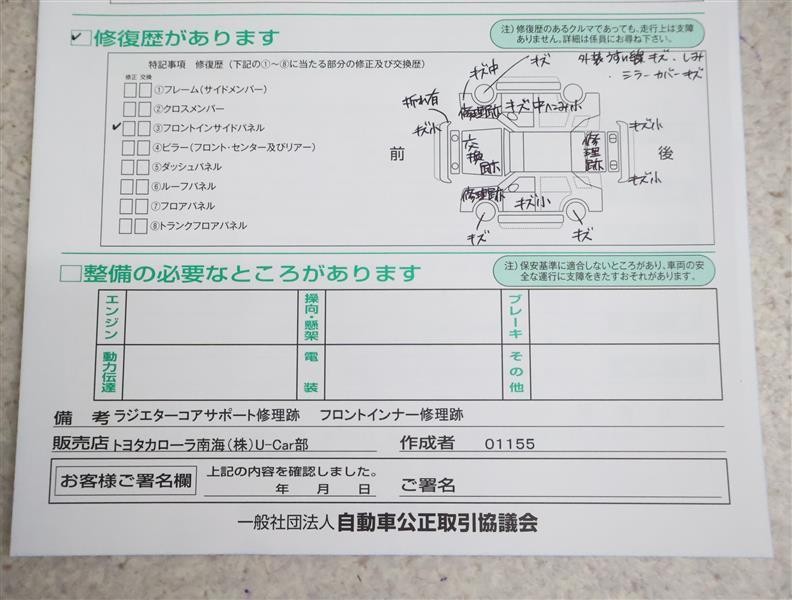 修復歴があります
注）修復歴のあるクルマであっても、走行上は支障ありません。詳細は係員にお尋ね下さい。
特記事項 修復歴（下記の①～⑧に当たる部分の修正及び交換歴）
修正 交換
①フレーム（サイドメンバー）
②クロスメンバー
③フロントインサイドパネル
④ピラー（フロント・センター及びリアー）
⑤ダッシュパネル
⑥ルーフパネル
⑦フロアパネル
⑧トランクフロアパネル
キズ中
キズ
外装うすい線キズ・しみ
・ミラーカバーキズ
折れ有
修理跡
キズ中へこみ小
キズ小
キズ小
前
交換跡
修理跡
後
修理跡
キズ小
キズ小
キズ
キズ
整備の必要なところがあります
注）保安基準に適合しないところがあり、車両の安全な運行に支障をきたすおそれがあります。
エンジン
操向・懸架
ブレーキ
動力伝達
電装
その他
備考 ラジエターコアサポート修理跡 フロントインナー修理跡
販売店 トヨタカローラ南海（株）U-Car部 作成者 01155
お客様ご署名欄
上記の内容を確認しました。
年 月 日 ご署名
一般社団法人 自動車公正取引協議会